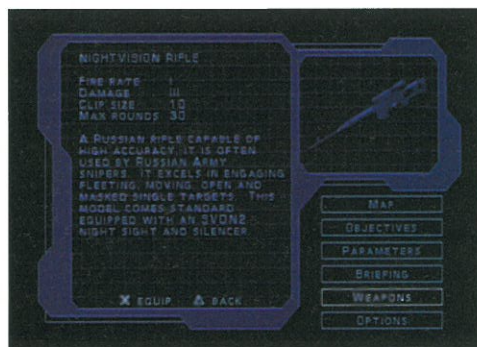 NIGHTVISION RIFLE
FIRE RATE I
DAMAGE III
CLIP SIZE 10
MAX ROUNDS 30
A RUSSIAN RIFLE CAPABLE OF
HIGH ACCURACY, IT IS OFTEN
USED BY RUSSIAN ARMY
SNIPERS. IT EXCELS IN ENGAGING
FLEETING, MOVING, OPEN AND
MASKED SINGLE TARGETS. THIS
MODEL COMES STANDARD
EQUIPPED WITH AN SVDN2
NIGHT SIGHT AND SILENCER
X EQUIP △ BACK
MAP
OBJECTIVES
PARAMETERS
BRIEFING
WEAPONS
OPTIONS